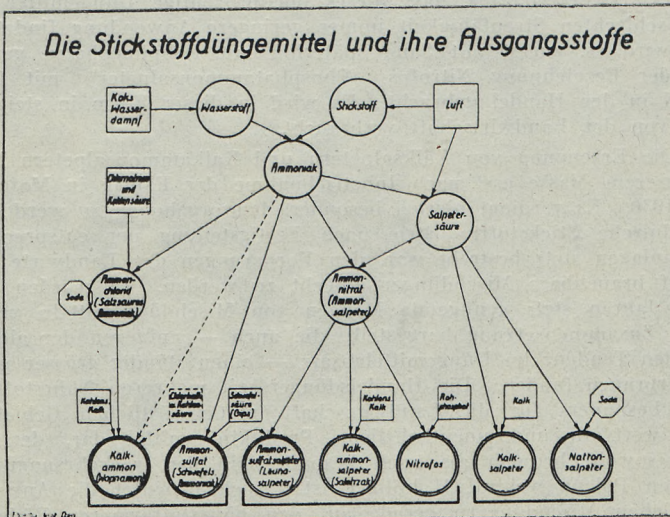 Die Stickstoffdüngemittel und ihre Ausgangsstoffe
Koks
Wasser-
dampf
Wasserstoff
Stickstoff
Luft
Ammoniak
Chlornatrium
und
Kohlensäure
Salpeter-
säure
Soda
Ammon-
chlorid
(Salzsaures
Ammoniak)
Ammon-
nitrat
(Ammon-
salpeter)
Kohlens.
Kalk
Chlorkalk
u. Kohlen-
säure
Schwefel-
säure
(Gips)
Kohlens.
Kalk
Roh-
phosphat
Kalk
Soda
Kalk-
ammon
Ammon-
sulfat
(Schwefels.
Ammoniak)
Ammon-
sulfatsalpeter
(Leuna-
salpeter)
Kalk-
ammon-
salpeter
Nitrofos
Kalk-
salpeter
Natron-
salpeter